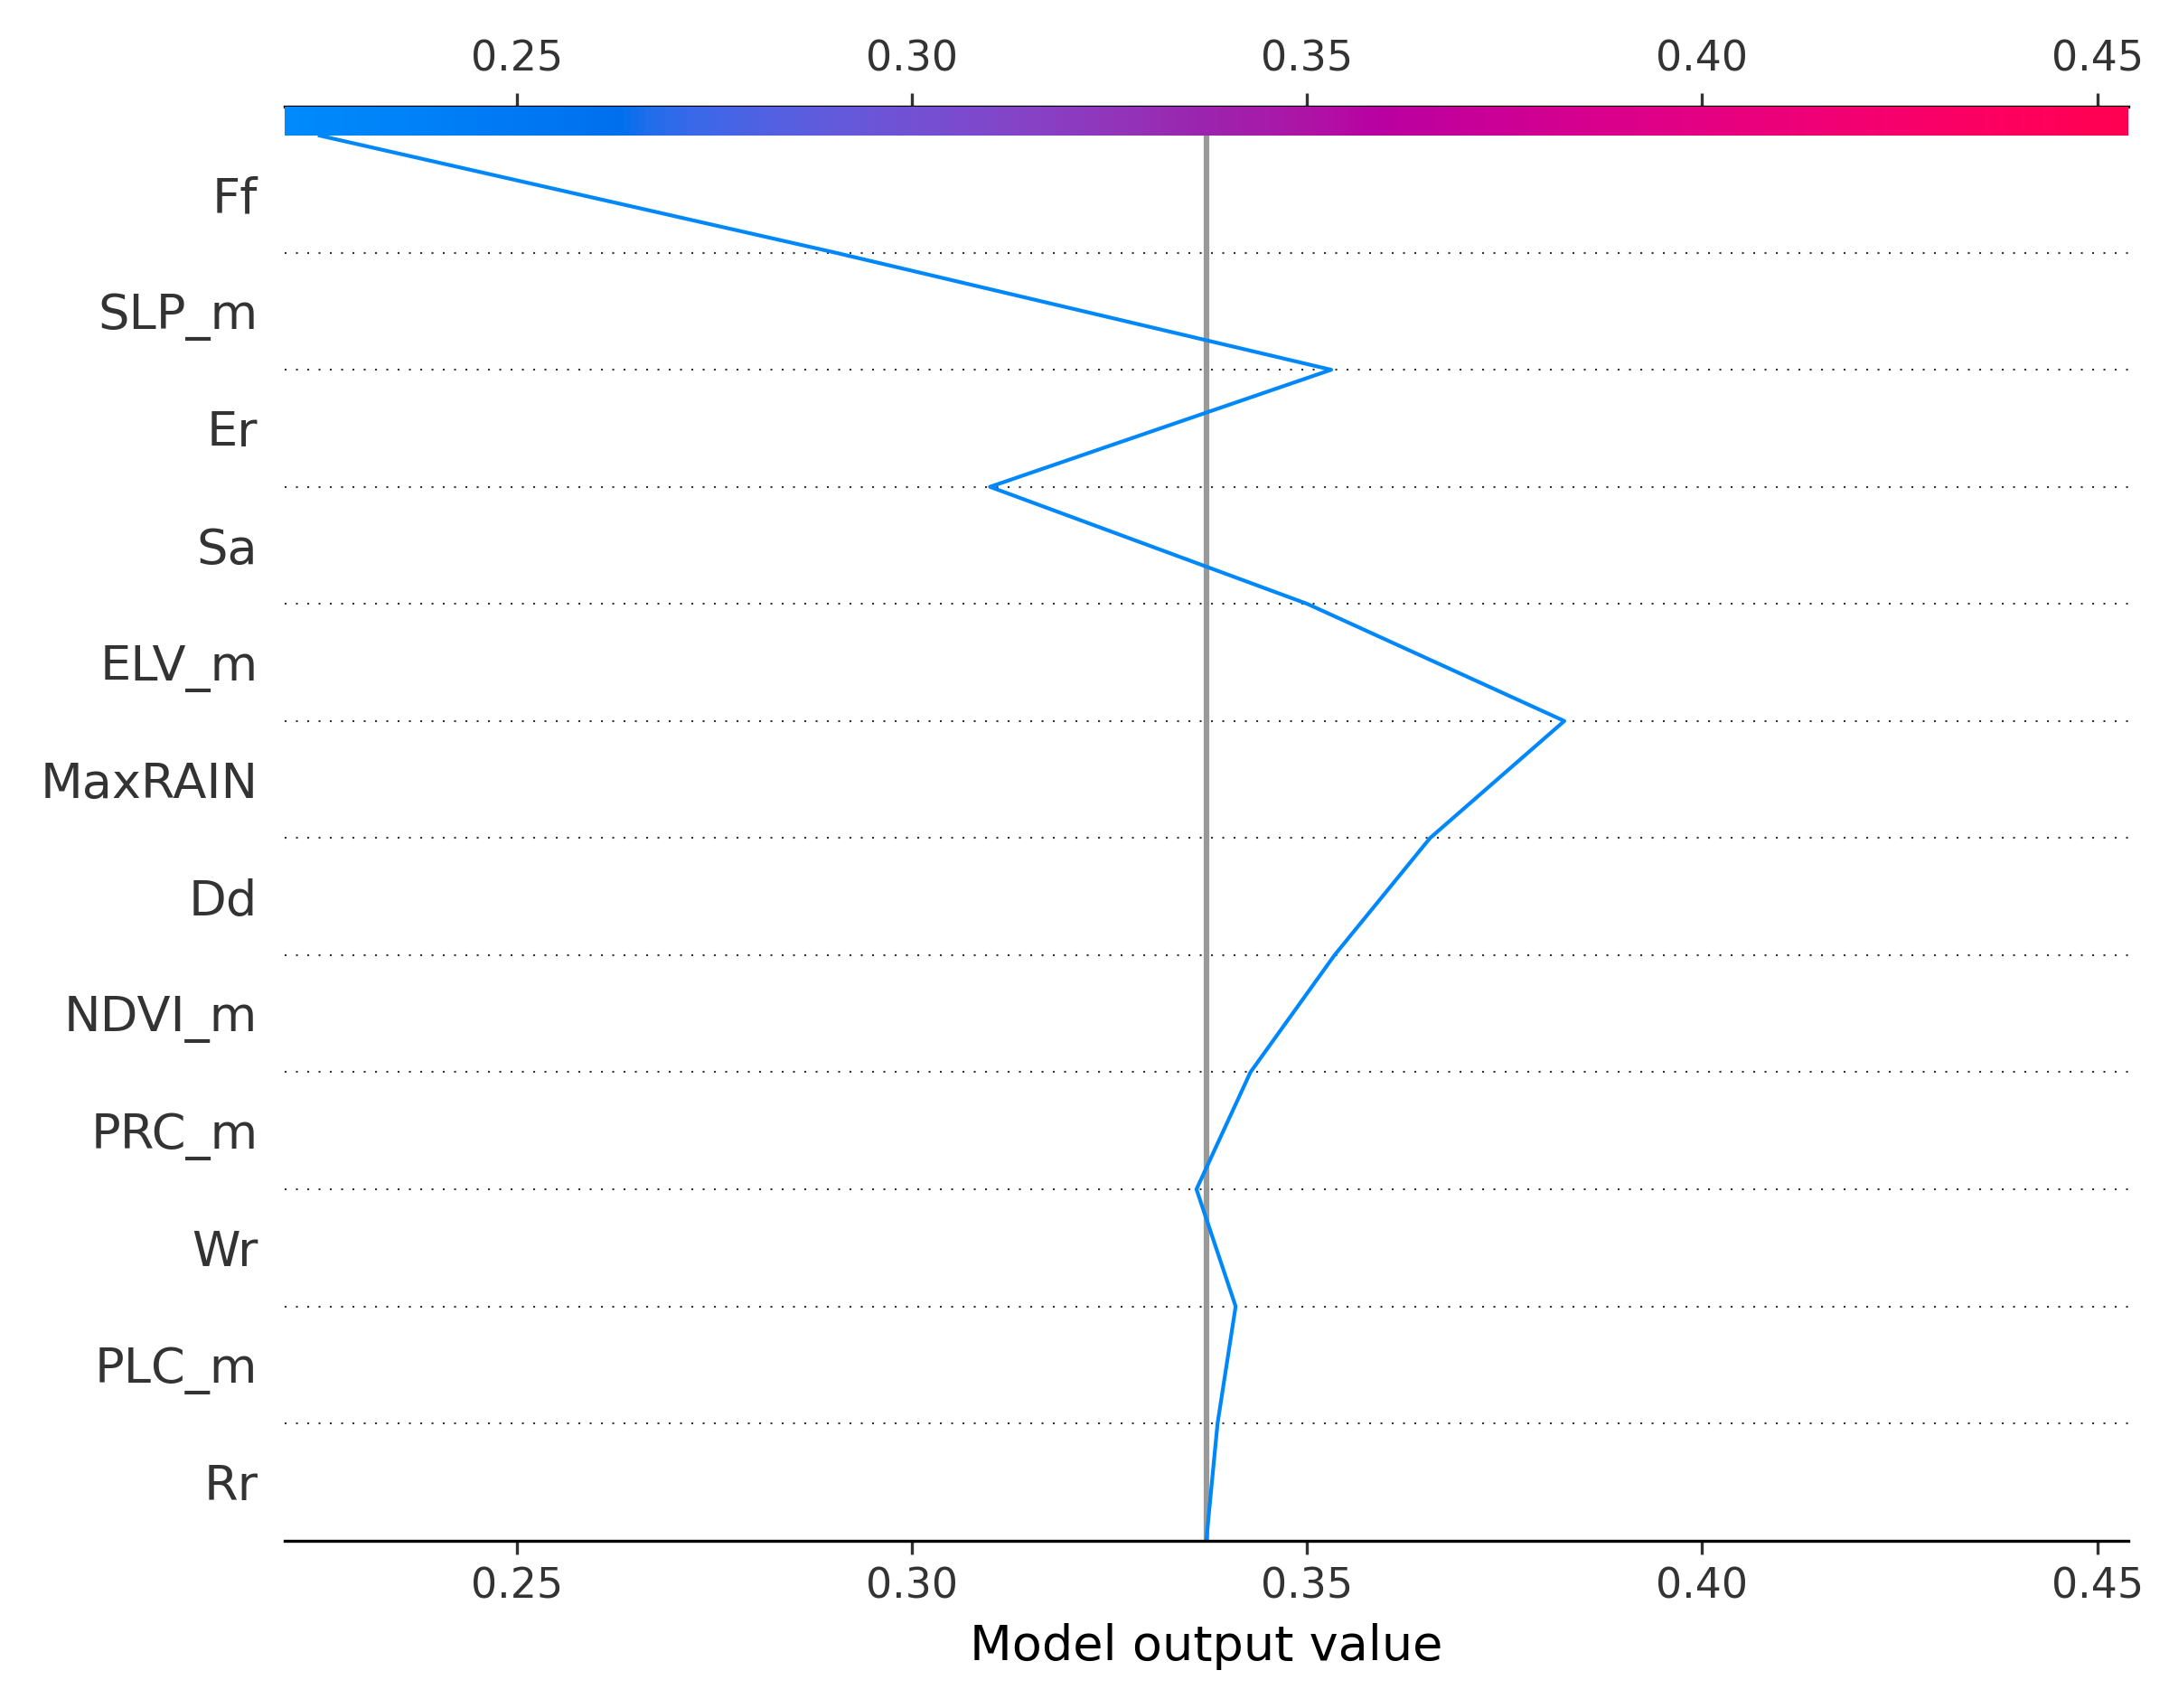 0.25 0.30 0.35 0.40 0.45
Ff
SLP_m
Er
Sa
ELV_m
MaxRAIN
Dd
NDVI_m
PRC_m
Wr
PLC_m
Rr
0.25 0.30 0.35 0.40 0.45
Model output value